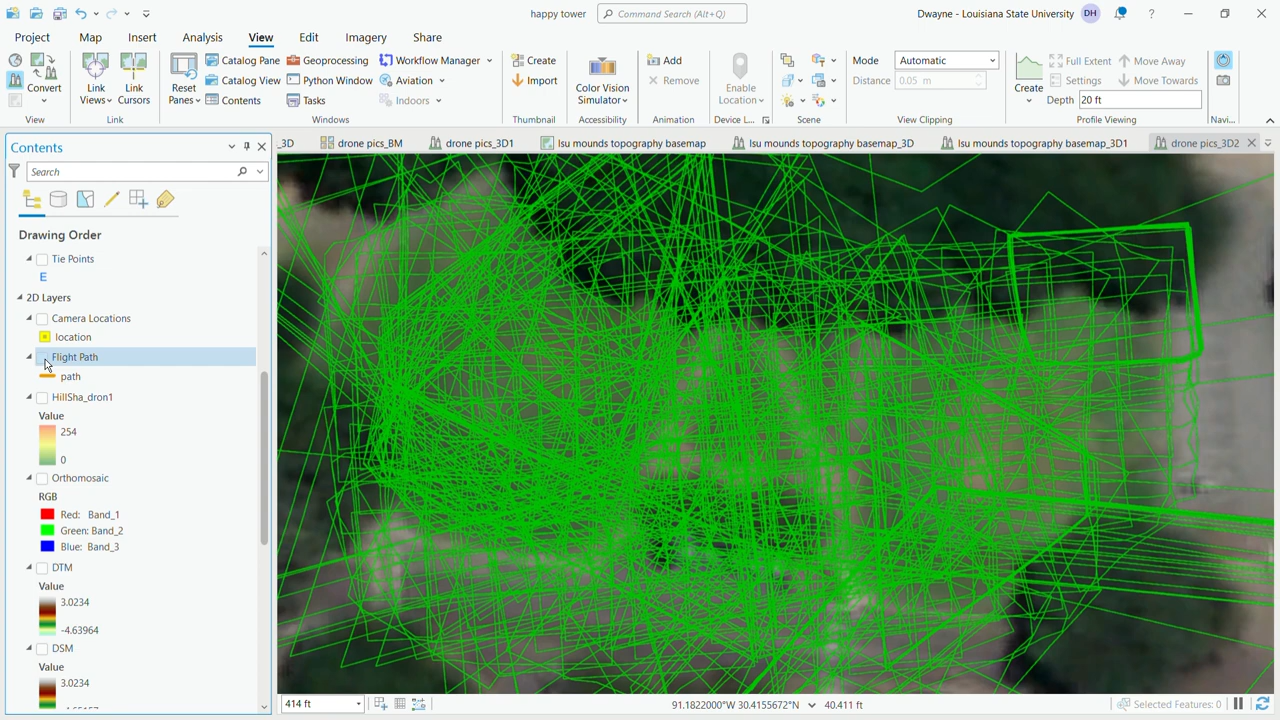 happy tower
Command Search (Alt+Q)
Dwayne - Louisiana State University
DH
?
Project
Map
Insert
Analysis
View
Edit
Imagery
Share
Convert
View
Link Views
Link Cursors
Link
Reset Panes
Catalog Pane
Catalog View
Contents
Geoprocessing
Python Window
Tasks
Workflow Manager
Aviation
Indoors
Windows
Create
Import
Thumbnail
Color Vision Simulator
Accessibility
Add
Remove
Animation
Enable Location
Device L...
Scene
Mode
Automatic
Distance
0.05 m
View Clipping
Create
Full Extent
Move Away
Settings
Move Towards
Depth
20 ft
Profile Viewing
Navi...
Contents
Search
Drawing Order
Tie Points
E
2D Layers
Camera Locations
location
Flight Path
path
HillSha_dron1
Value
254
0
Orthomosaic
RGB
Red: Band_1
Green: Band_2
Blue: Band_3
DTM
Value
3.0234
-4.63964
DSM
Value
3.0234
_3D
drone pics_BM
drone pics_3D1
lsu mounds topography basemap
lsu mounds topography basemap_3D
lsu mounds topography basemap_3D1
drone pics_3D2
414 ft
91.1822000°W 30.4155672°N
40.411 ft
Selected Features: 0